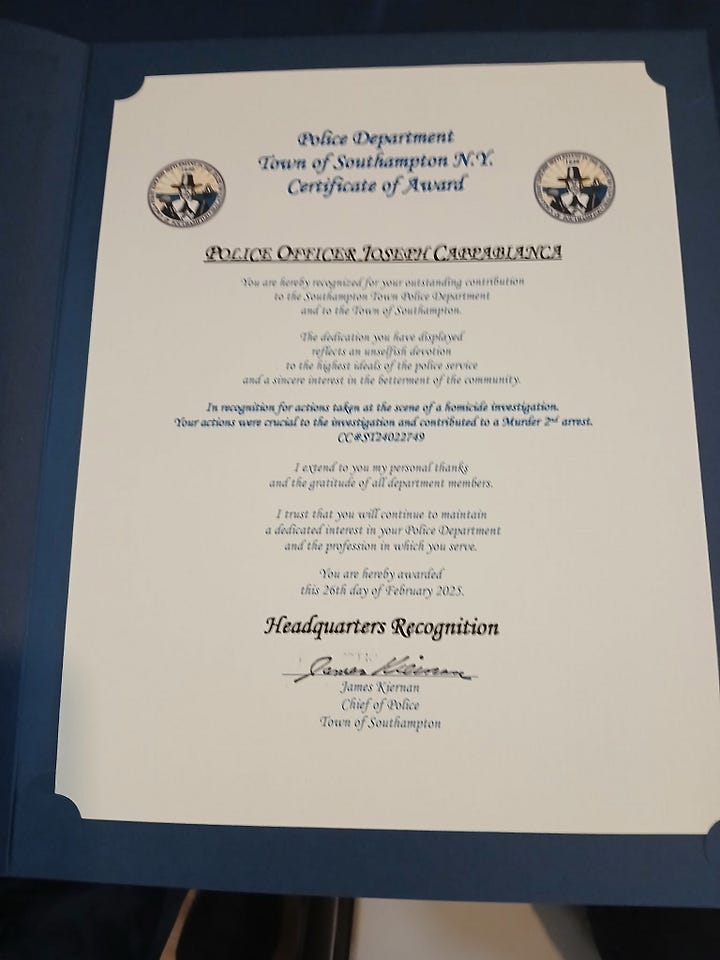 Police Department
Town of Southampton N.Y.
Certificate of Award
POLICE OFFICER JOSEPH CAPPABIANCA
You are hereby recognized for your outstanding contribution
to the Southampton Town Police Department
and to the Town of Southampton.
The dedication you have displayed
reflects an unselfish devotion
to the highest ideals of the police service
and a sincere interest in the betterment of the community.
In recognition for actions taken at the scene of a homicide investigation.
Your actions were crucial to the investigation and contributed to a Murder 2nd arrest.
CC#ST24022749
I extend to you my personal thanks
and the gratitude of all department members.
I trust that you will continue to maintain
a dedicated interest in your Police Department
and the profession in which you serve.
You are hereby awarded
this 26th day of February 2025.
Headquarters Recognition
James Kiernan
James Kiernan
Chief of Police
Town of Southampton